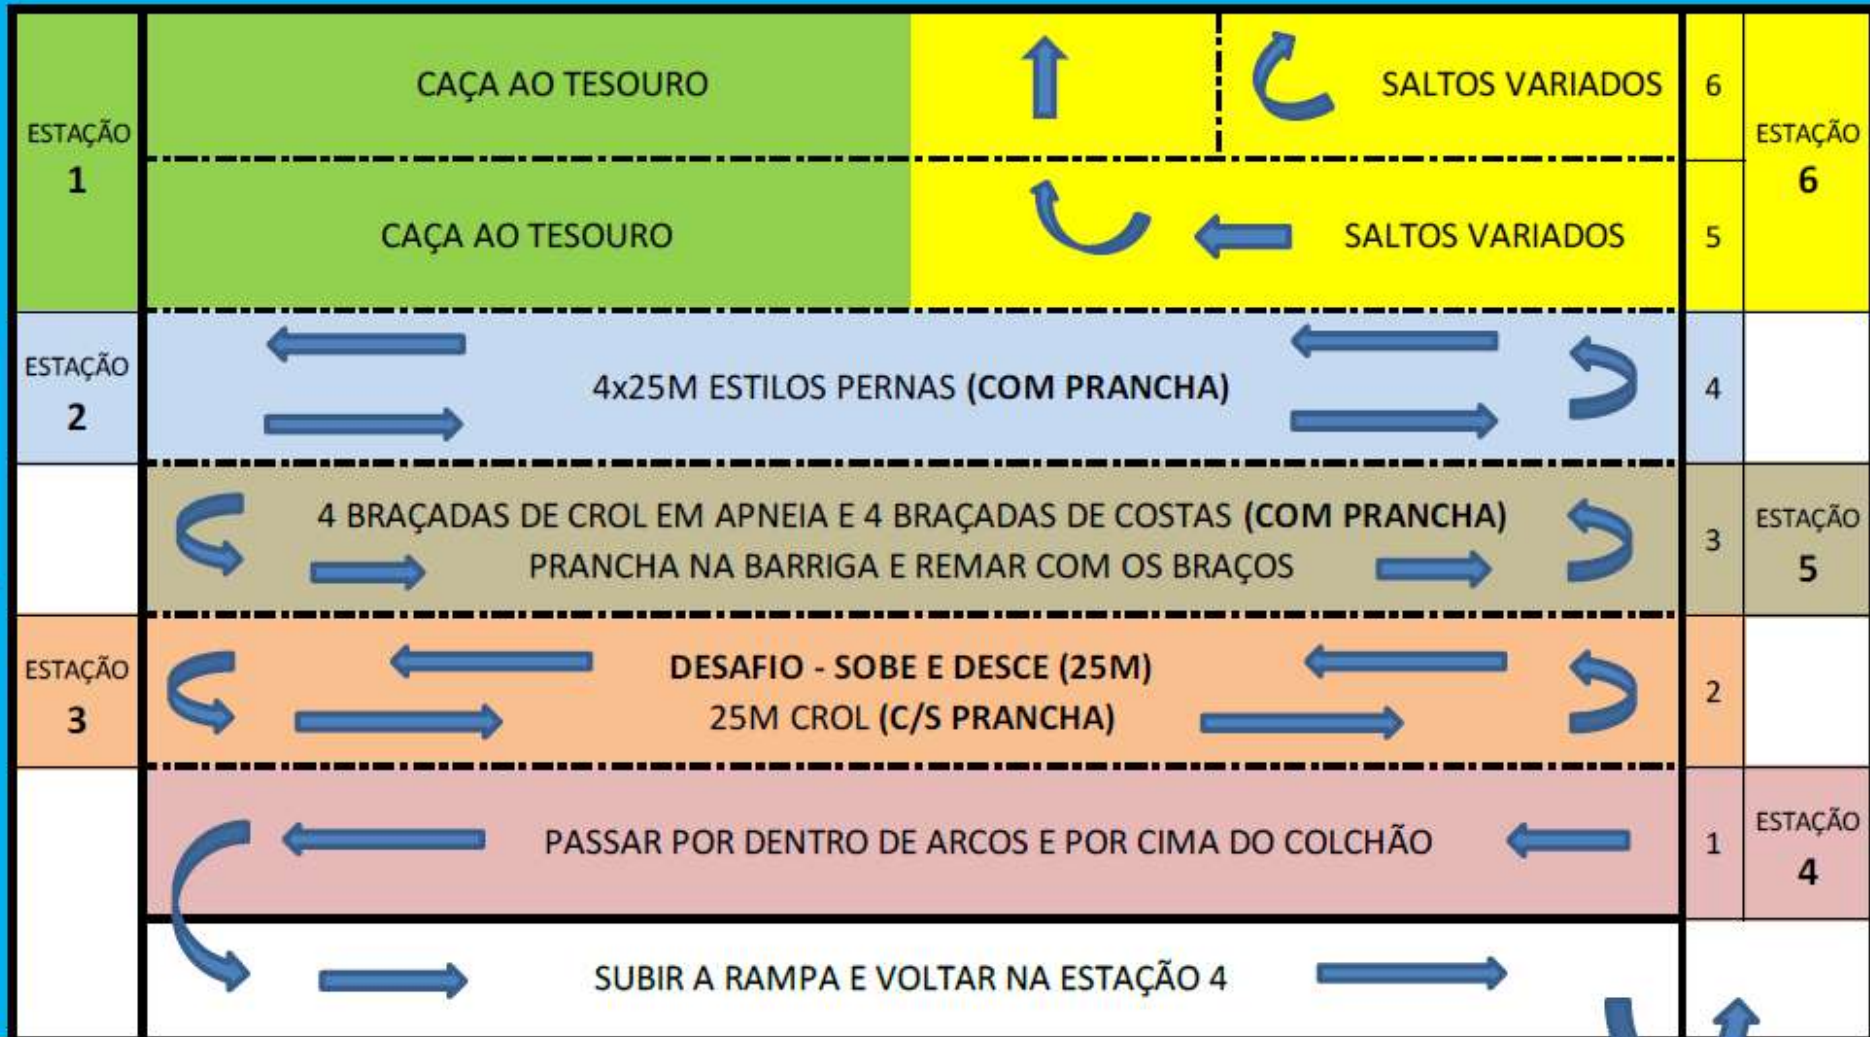 ESTAÇÃO
1
CAÇA AO TESOURO
SALTOS VARIADOS
6
ESTAÇÃO
6
CAÇA AO TESOURO
SALTOS VARIADOS
5
ESTAÇÃO
2
4x25M ESTILOS PERNAS (COM PRANCHA)
4
4 BRAÇADAS DE CROL EM APNEIA E 4 BRAÇADAS DE COSTAS (COM PRANCHA)
PRANCHA NA BARRIGA E REMAR COM OS BRAÇOS
3
ESTAÇÃO
5
ESTAÇÃO
3
DESAFIO - SOBE E DESCE (25M)
25M CROL (C/S PRANCHA)
2
PASSAR POR DENTRO DE ARCOS E POR CIMA DO COLCHÃO
1
ESTAÇÃO
4
SUBIR A RAMPA E VOLTAR NA ESTAÇÃO 4